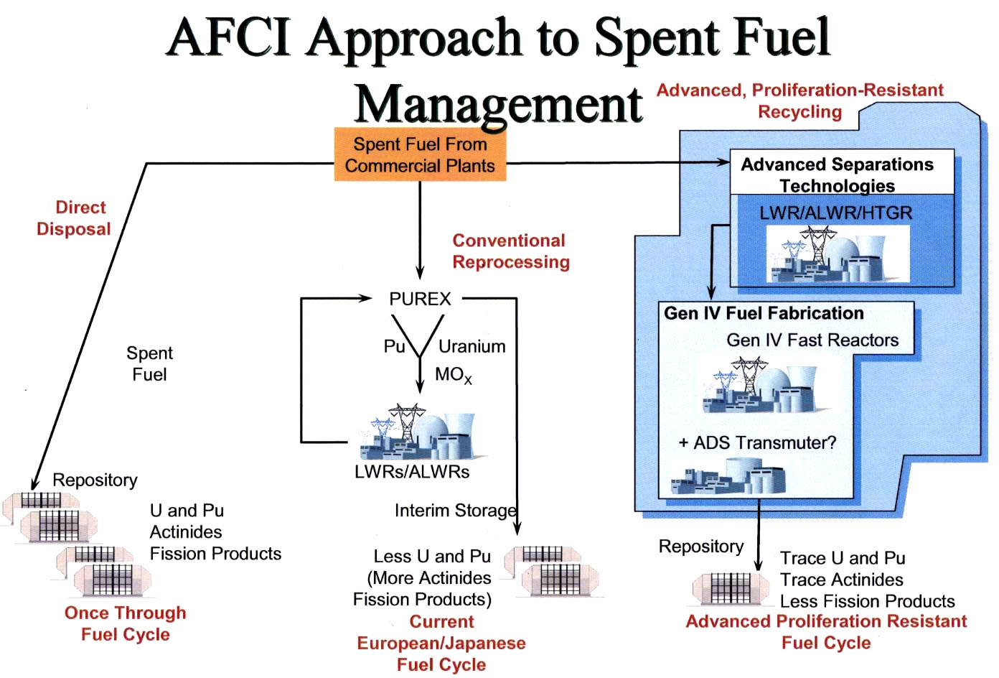 AFCI Approach to Spent Fuel
Management
Advanced, Proliferation-Resistant
Recycling
Spent Fuel From
Commercial Plants
Direct
Disposal
Spent
Fuel
Repository
U and Pu
Actinides
Fission Products
Once Through
Fuel Cycle
Conventional
Reprocessing
PUREX
Pu
Uranium
MOX
LWRs/ALWRs
Interim Storage
Less U and Pu
(More Actinides
Fission Products)
Current
European/Japanese
Fuel Cycle
Advanced Separations
Technologies
LWR/ALWR/HTGR
Gen IV Fuel Fabrication
Gen IV Fast Reactors
+ ADS Transmuter?
Repository
Trace U and Pu
Trace Actinides
Less Fission Products
Advanced Proliferation Resistant
Fuel Cycle